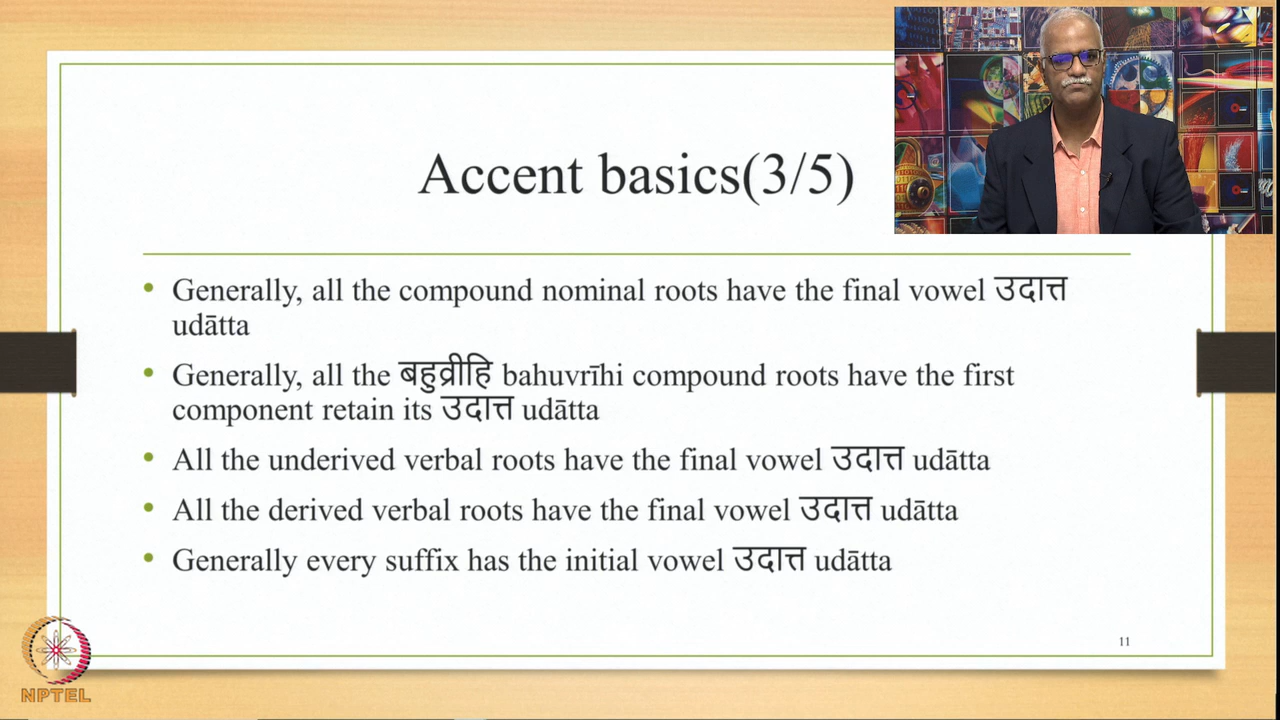 Accent basics(3/5)
• Generally, all the compound nominal roots have the final vowel उदात्त
udātta
• Generally, all the बहुव्रीहि bahuvrīhi compound roots have the first
component retain its उदात्त udātta
• All the underived verbal roots have the final vowel उदात्त udātta
• All the derived verbal roots have the final vowel उदात्त udātta
• Generally every suffix has the initial vowel उदात्त udātta
11
NPTEL